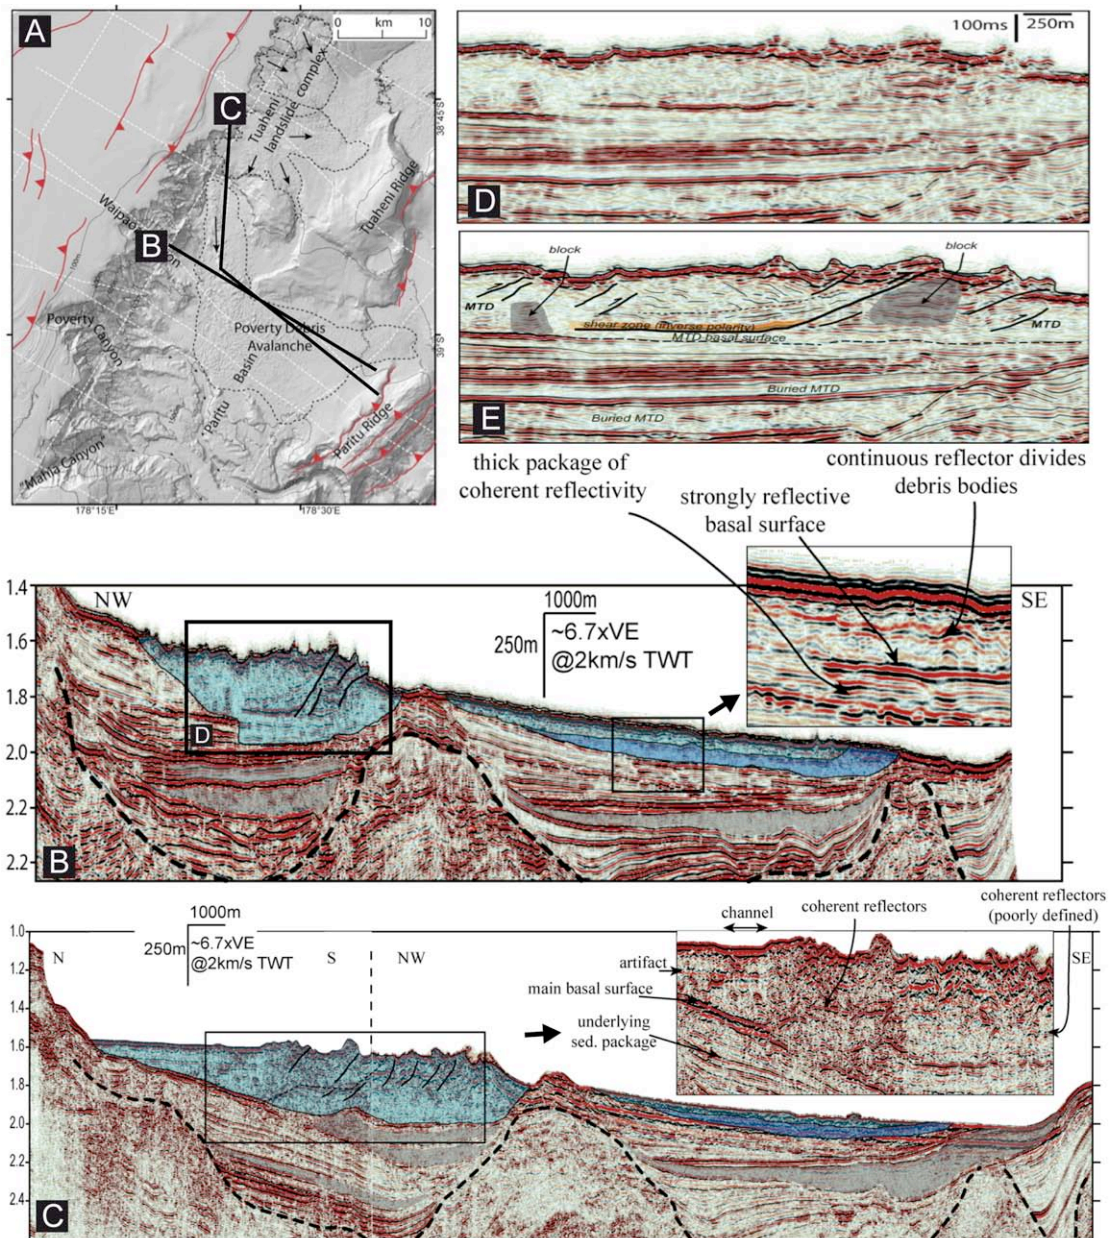 A
0 km 10
C
Tuaheni
landslide complex
38°45'S
Tuaheni Ridge
B
Poverty
Canyon
Poverty Debris
Avalanche
Basin
39°S
Paritu
Paritu Ridge
"Mahia Canyon"
178°15'E
178°30'E
100ms 250m
D
block
block
MTD
shear zone (inverse polarity)
MTD basal surface
MTD
Buried MTD
Buried MTD
E
thick package of
coherent reflectivity
continuous reflector divides
debris bodies
strongly reflective
basal surface
1.4
NW
1000m
250m
~6.7xVE
@2km/s TWT
SE
1.6
1.8
D
2.0
2.2
2.2
B
1000m
250m
~6.7xVE
@2km/s TWT
channel
coherent reflectors
coherent reflectors
(poorly defined)
1.0
N
S
NW
SE
artifact
1.2
main basal surface
1.4
underlying
sed. package
1.6
1.8
2.0
2.2
2.4
C